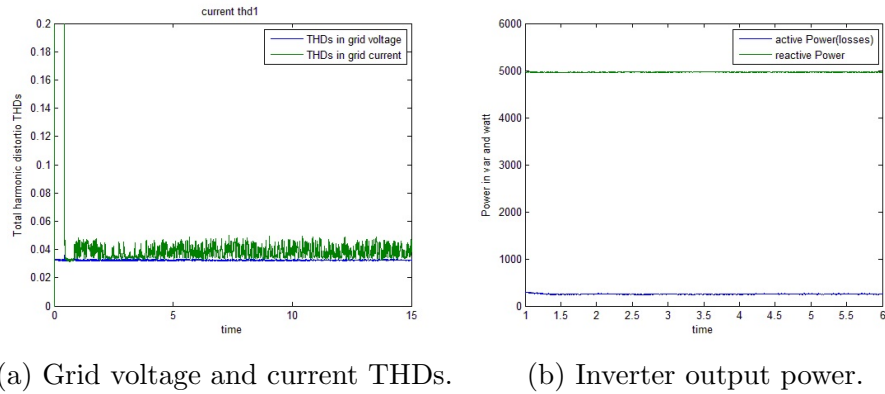 current thd1
0.2
0.18
0.16
0.14
0.12
0.1
0.08
0.06
0.04
0.02
0
Total harmonic distortio THDs
THDs in grid voltage
THDs in grid current
0 5 10 15
time
(a) Grid voltage and current THDs.
6000
5000
4000
3000
2000
1000
0
Power in var and watt
active Power(losses)
reactive Power
1 1.5 2 2.5 3 3.5 4 4.5 5 5.5 6
time
(b) Inverter output power.